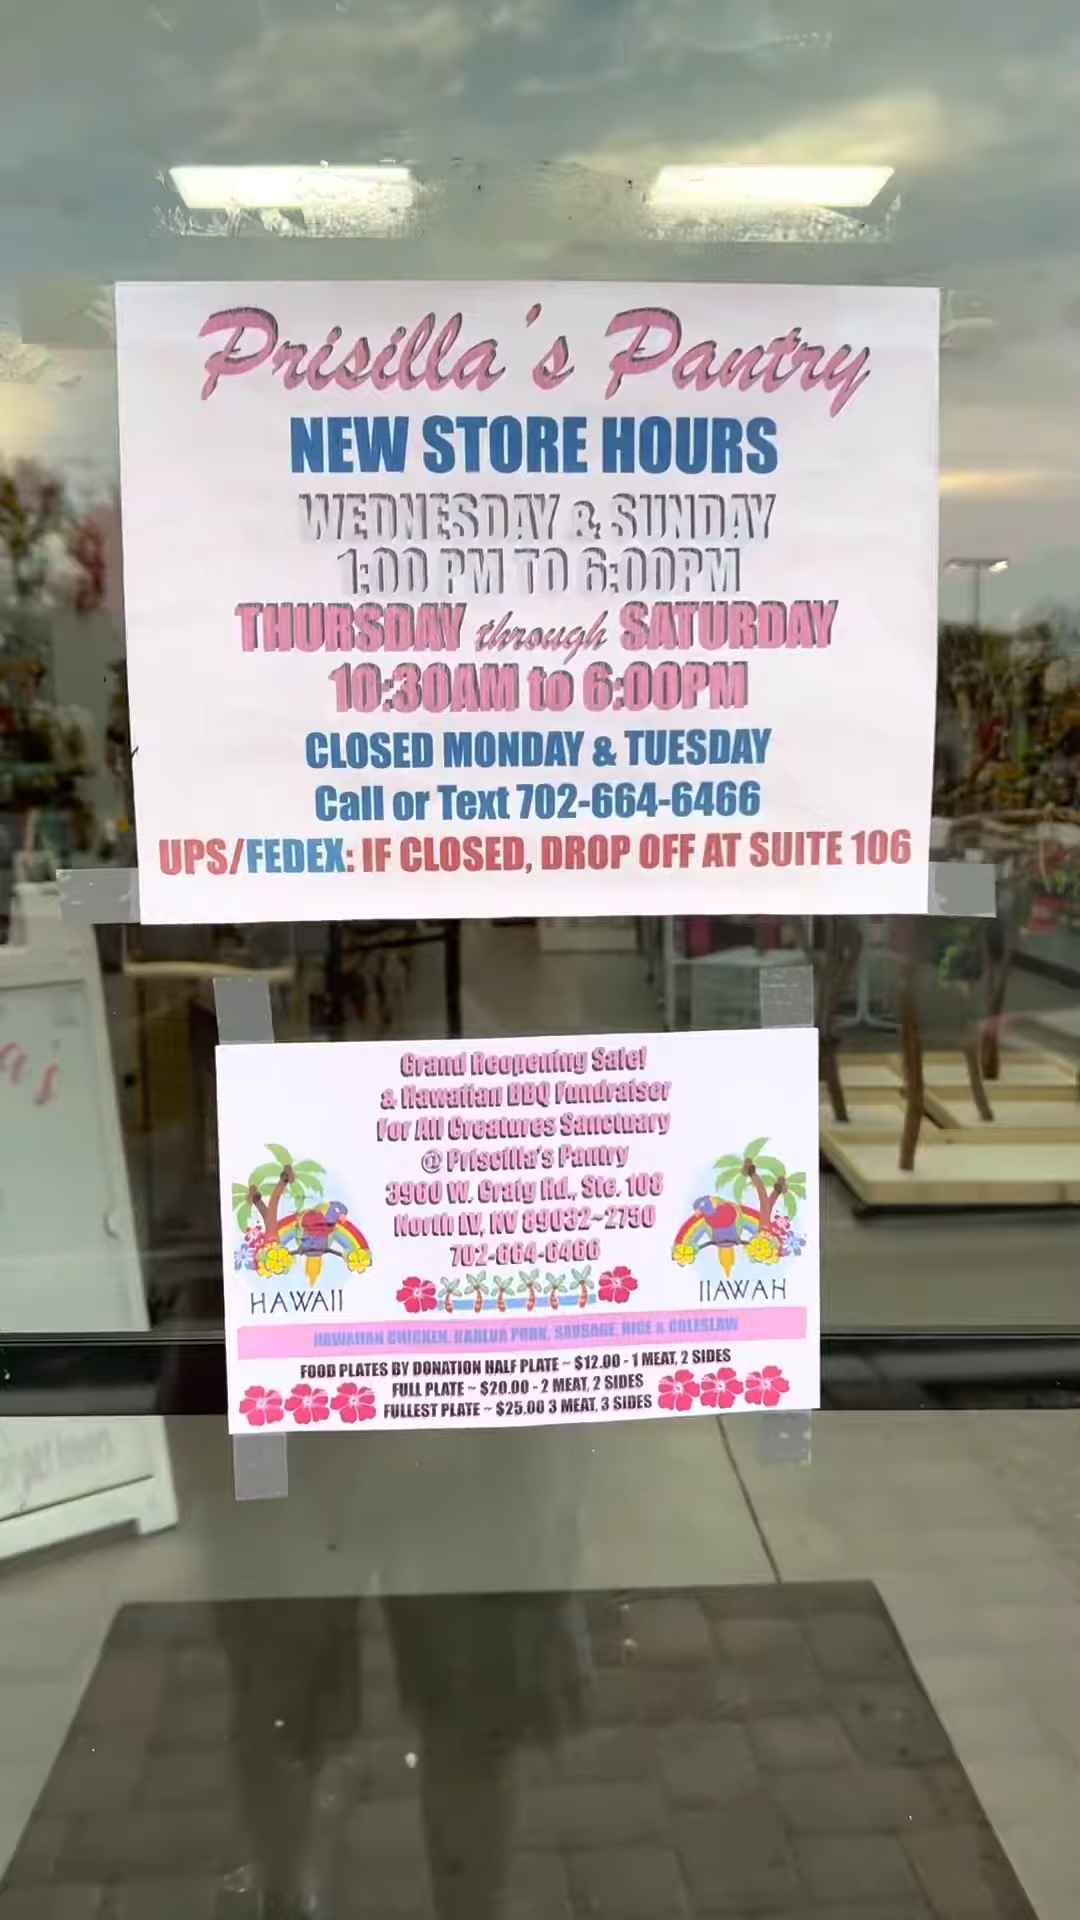 Prisilla's Pantry
NEW STORE HOURS
WEDNESDAY & SUNDAY
1:00 PM TO 6:00PM
THURSDAY through SATURDAY
10:30AM to 6:00PM
CLOSED MONDAY & TUESDAY
Call or Text 702-664-6466
UPS/FEDEX: IF CLOSED, DROP OFF AT SUITE 106
a's
Grand Reopening Sale!
& Hawaiian BBQ Fundraiser
For All Creatures Sanctuary
@ Priscilla's Pantry
3960 W. Craig Rd., Ste. 108
North LV, NV 89032-2750
702-664-6466
HAWAII
HAWAII
HAWAIIAN CHICKEN, KALUA PORK, SAUSAGE, RICE & COLESLAW
FOOD PLATES BY DONATION HALF PLATE ~ $12.00 - 1 MEAT, 2 SIDES
FULL PLATE ~ $20.00 - 2 MEAT, 2 SIDES
FULLEST PLATE ~ $25.00 3 MEAT, 3 SIDES